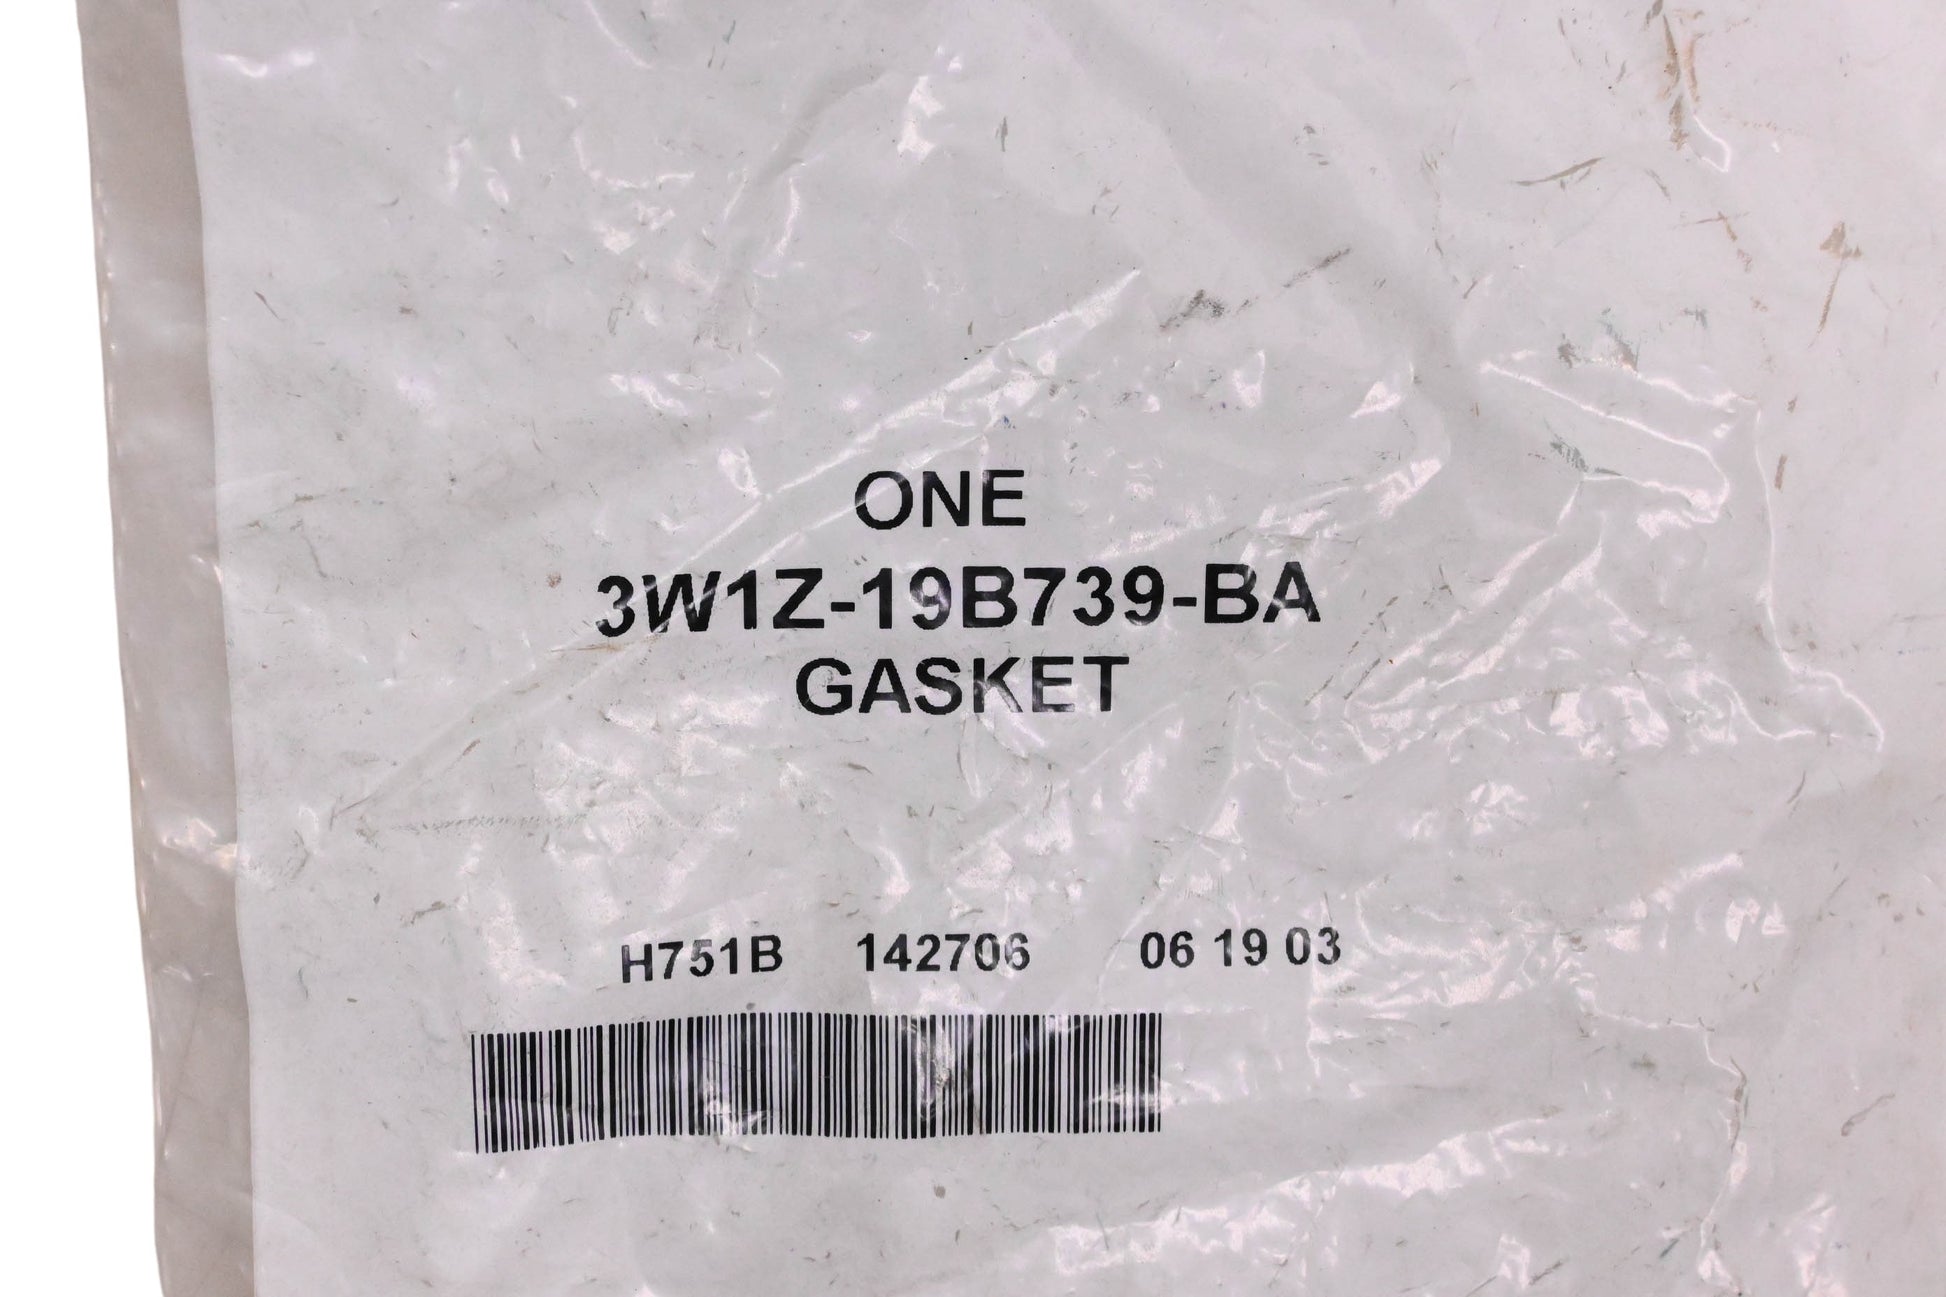 ONE
3W1Z-19B739-BA
GASKET
H751B 142706 06 19 03